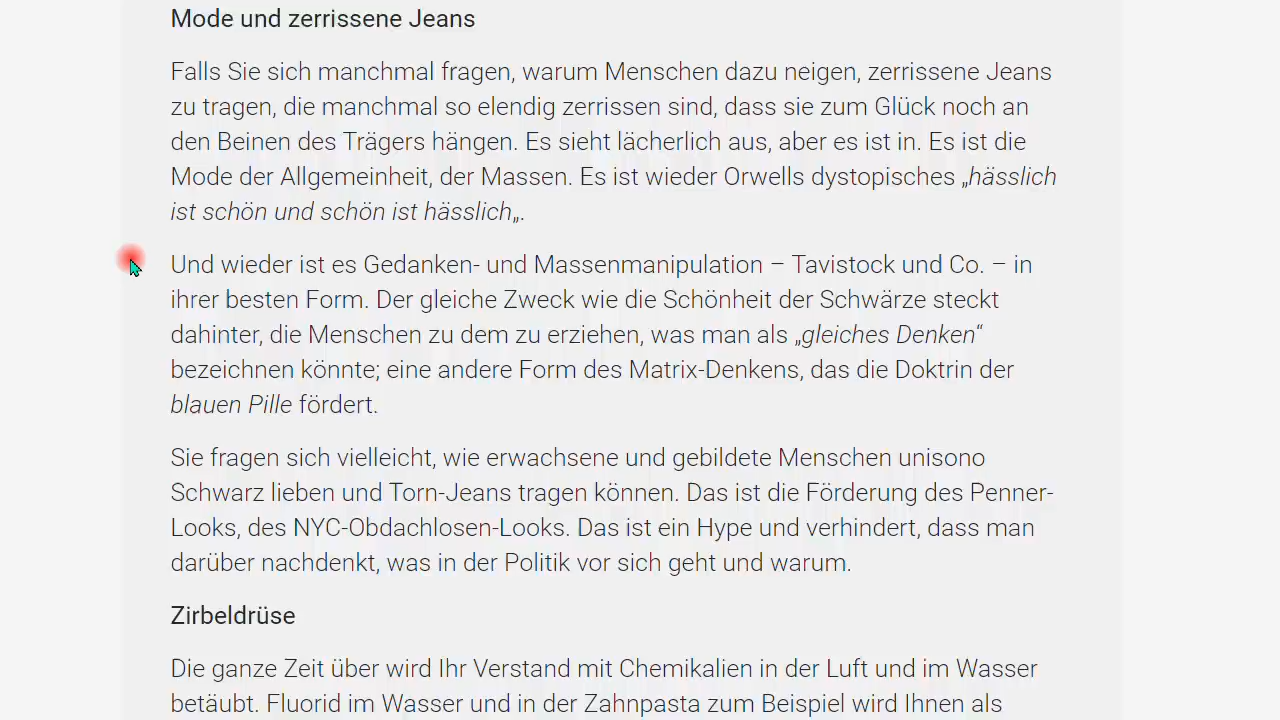 Mode und zerrissene Jeans
Falls Sie sich manchmal fragen, warum Menschen dazu neigen, zerrissene Jeans
zu tragen, die manchmal so elendig zerrissen sind, dass sie zum Glück noch an
den Beinen des Trägers hängen. Es sieht lächerlich aus, aber es ist in. Es ist die
Mode der Allgemeinheit, der Massen. Es ist wieder Orwells dystopisches „hässlich
ist schön und schön ist hässlich„.
Und wieder ist es Gedanken- und Massenmanipulation – Tavistock und Co. – in
ihrer besten Form. Der gleiche Zweck wie die Schönheit der Schwärze steckt
dahinter, die Menschen zu dem zu erziehen, was man als „gleiches Denken“
bezeichnen könnte; eine andere Form des Matrix-Denkens, das die Doktrin der
blauen Pille fördert.
Sie fragen sich vielleicht, wie erwachsene und gebildete Menschen unisono
Schwarz lieben und Torn-Jeans tragen können. Das ist die Förderung des Penner-
Looks, des NYC-Obdachlosen-Looks. Das ist ein Hype und verhindert, dass man
darüber nachdenkt, was in der Politik vor sich geht und warum.
Zirbeldrüse
Die ganze Zeit über wird Ihr Verstand mit Chemikalien in der Luft und im Wasser
betäubt. Fluorid im Wasser und in der Zahnpasta zum Beispiel wird Ihnen als